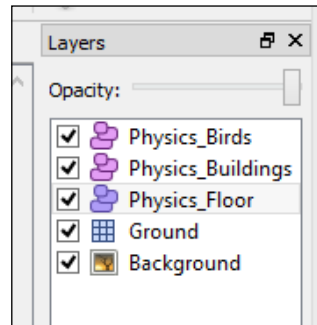 Layers
Opacity:
Physics_Birds
Physics_Buildings
Physics_Floor
Ground
Background